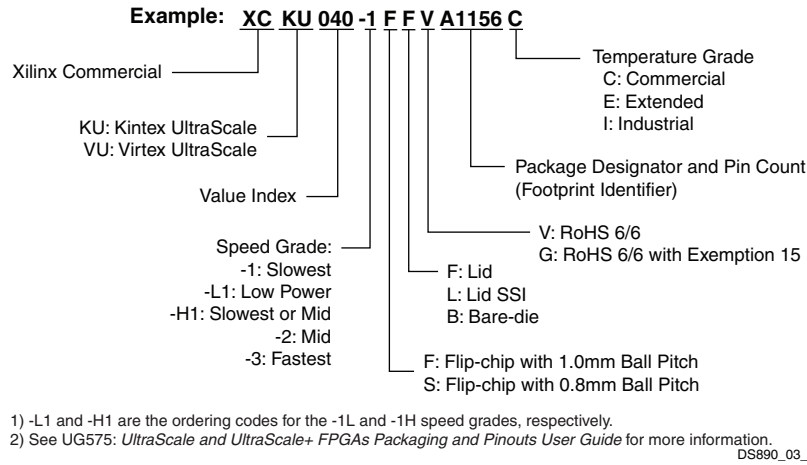 Example: XC KU 040 -1 F F V A1156 C
Xilinx Commercial
KU: Kintex UltraScale
VU: Virtex UltraScale
Value Index
Speed Grade:
-1: Slowest
-L1: Low Power
-H1: Slowest or Mid
-2: Mid
-3: Fastest
Temperature Grade
C: Commercial
E: Extended
I: Industrial
Package Designator and Pin Count
(Footprint Identifier)
V: RoHS 6/6
G: RoHS 6/6 with Exemption 15
F: Lid
L: Lid SSI
B: Bare-die
F: Flip-chip with 1.0mm Ball Pitch
S: Flip-chip with 0.8mm Ball Pitch
1) -L1 and -H1 are the ordering codes for the -1L and -1H speed grades, respectively.
2) See UG575: UltraScale and UltraScale+ FPGAs Packaging and Pinouts User Guide for more information.
DS890_03_